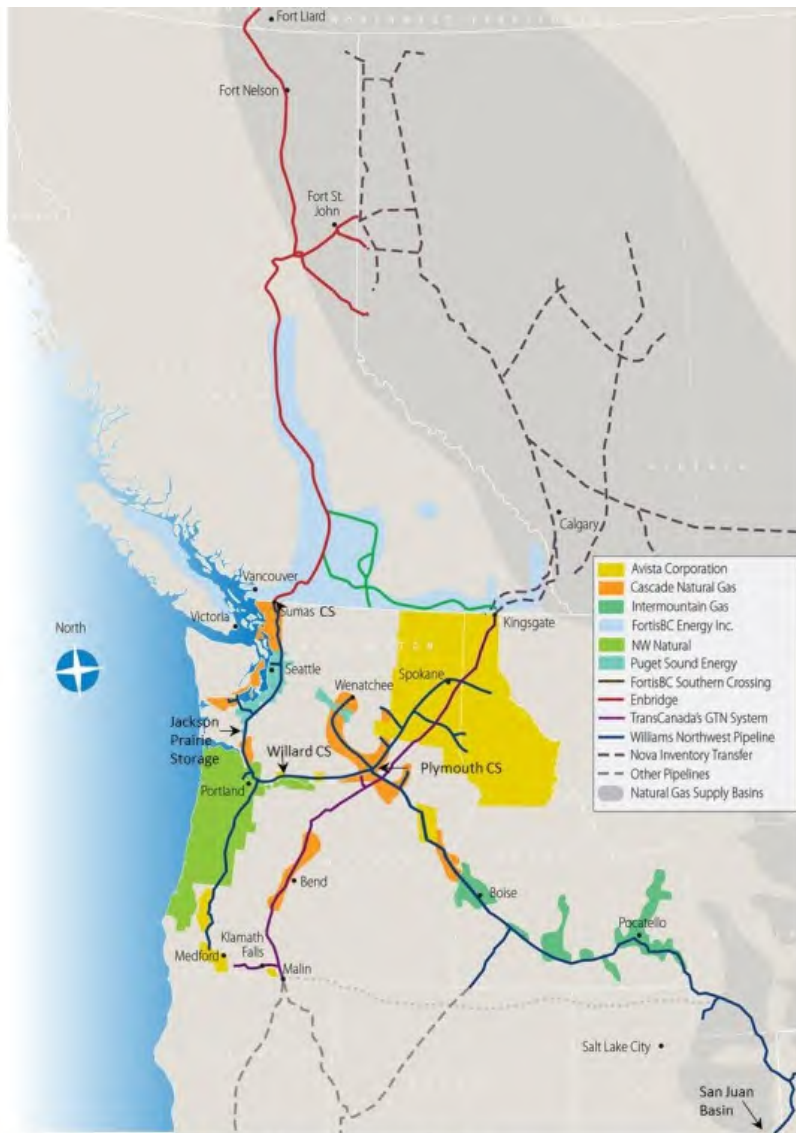 Fort Liard
Fort Nelson
Fort St.
John
Calgary
Vancouver
Sumas CS
Victoria
Kingsgate
North
Seattle
Spokane
Wenatchee
Jackson
Prairie
Storage
Willard CS
Plymouth CS
Portland
Bend
Boise
Pocatello
Klamath
Falls
Medford
Malin
Salt Lake City
San Juan
Basin
Avista Corporation
Cascade Natural Gas
Intermountain Gas
FortisBC Energy Inc.
NW Natural
Puget Sound Energy
FortisBC Southern Crossing
Enbridge
TransCanada's GTN System
Williams Northwest Pipeline
Nova Inventory Transfer
Other Pipelines
Natural Gas Supply Basins